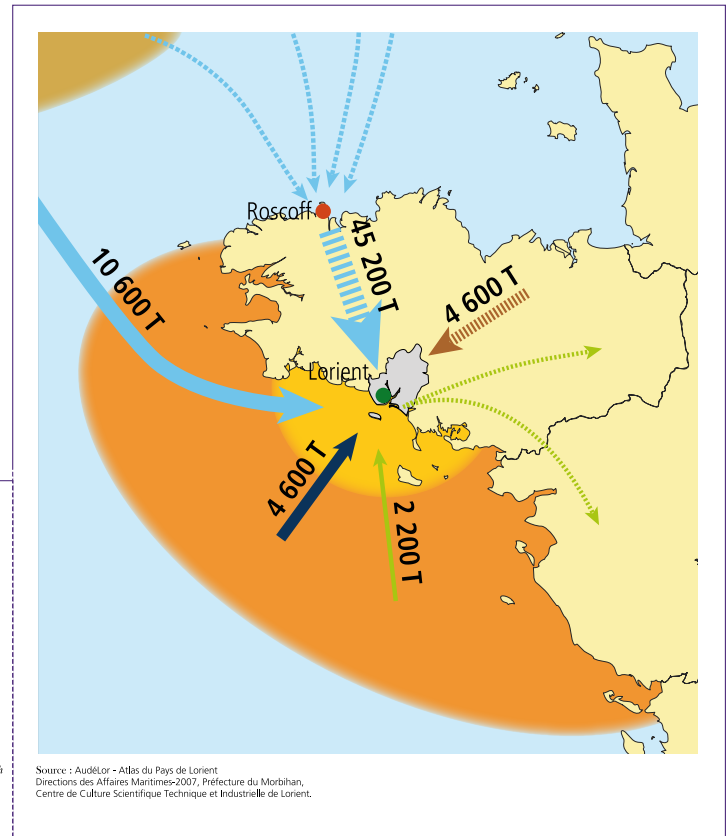 Roscoff
45 200 T
10 600 T
4 600 T
Lorient
4 600 T
2 200 T
h
Source : AudéLor - Atlas du Pays de Lorient
Directions des Affaires Maritimes-2007, Préfecture du Morbihan,
Centre de Culture Scientifique Technique et Industrielle de Lorient.